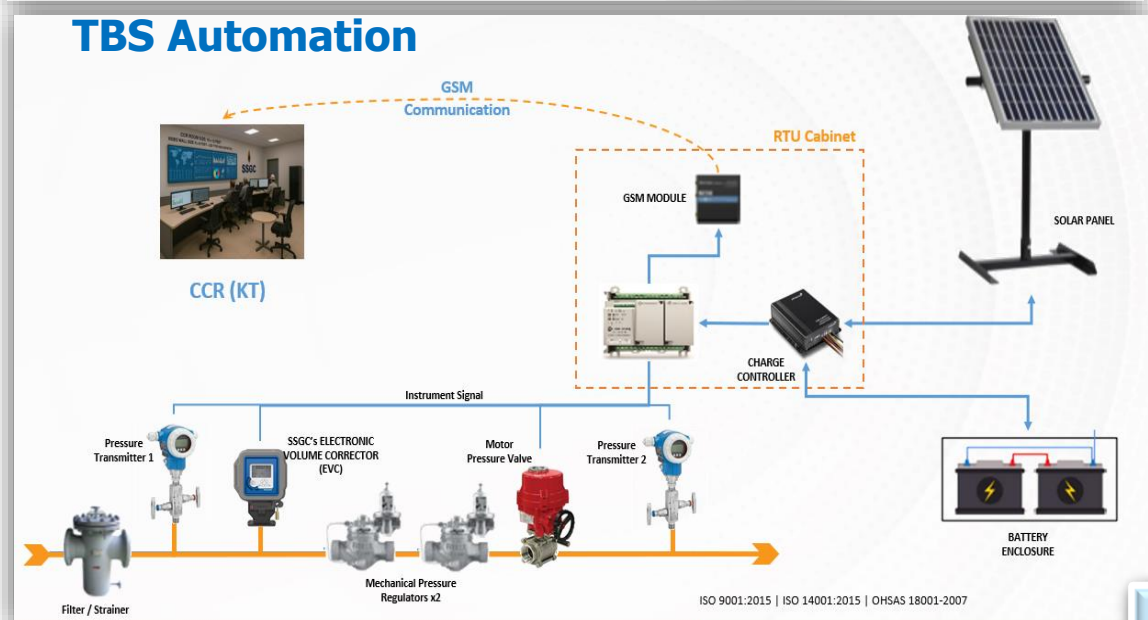 TBS Automation
GSM
Communication
RTU Cabinet
GSM MODULE
SOLAR PANEL
SSGC
CCR (KT)
CHARGE
CONTROLLER
Instrument Signal
Pressure
Transmitter 1
SSGC's ELECTRONIC
VOLUME CORRECTOR
(EVC)
Motor
Pressure Valve
Pressure
Transmitter 2
BATTERY
ENCLOSURE
Mechanical Pressure
Regulators x2
Filter / Strainer
ISO 9001:2015 | ISO 14001:2015 | OHSAS 18001-2007